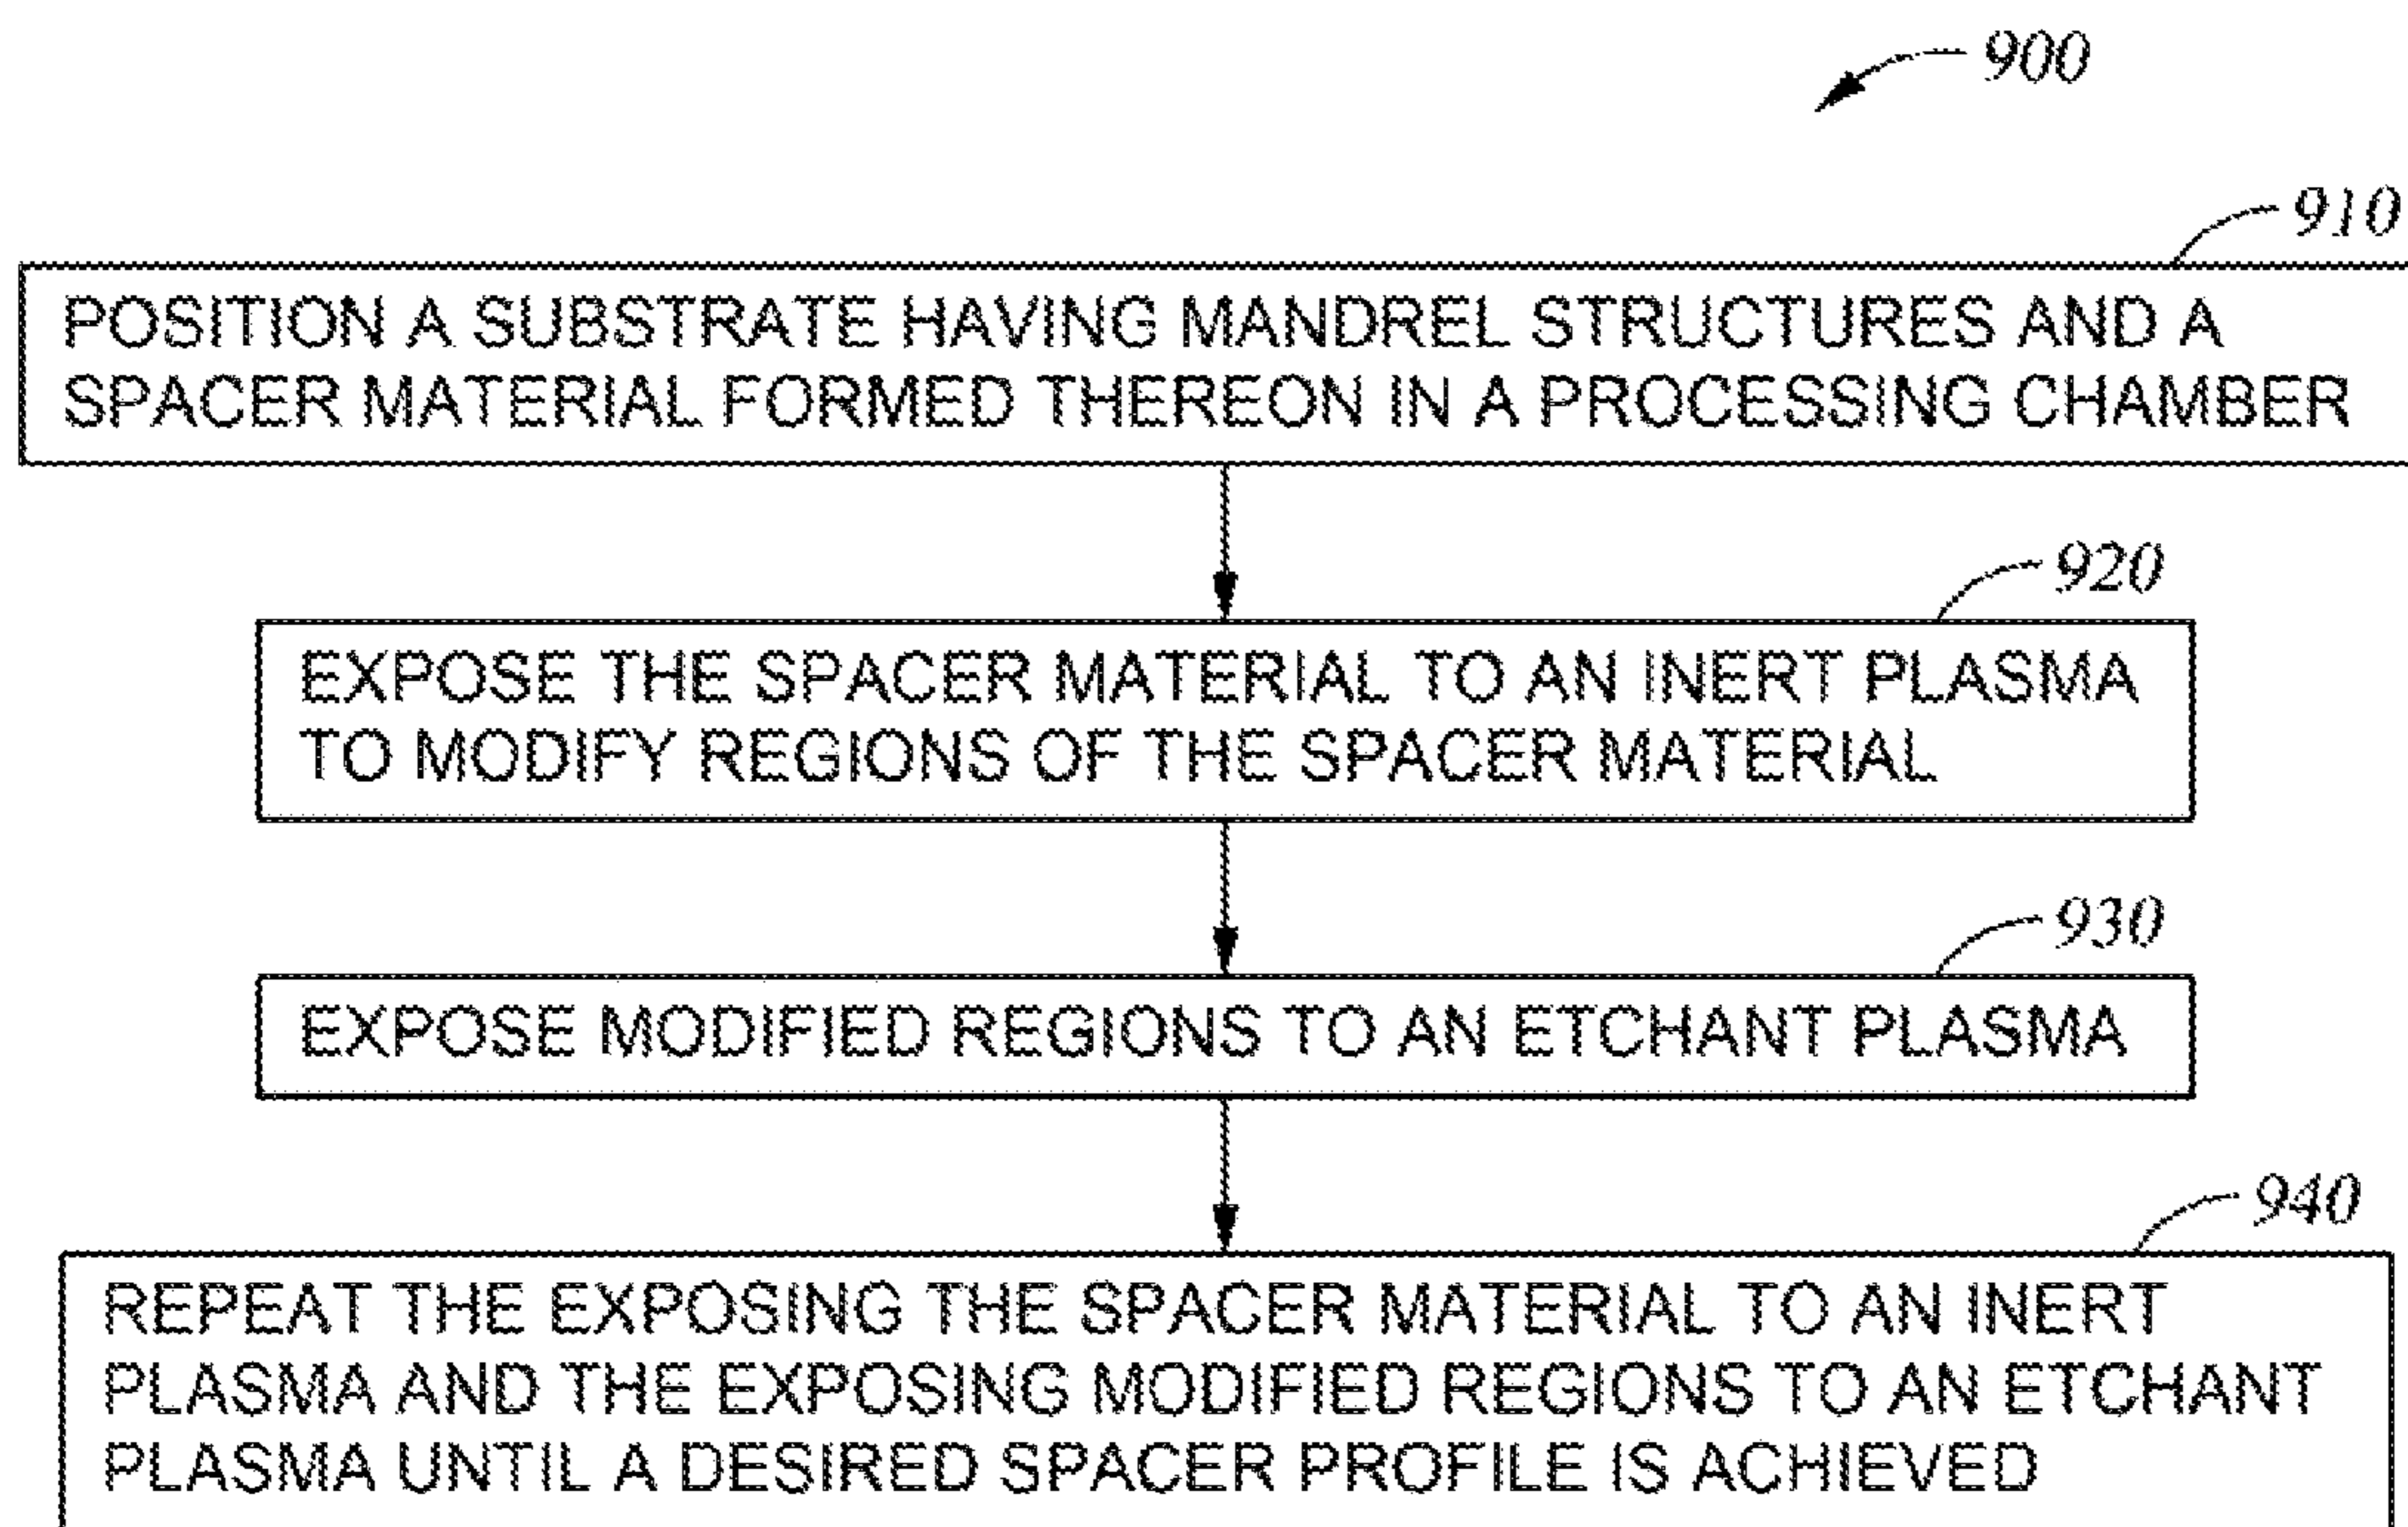 900
910
POSITION A SUBSTRATE HAVING MANDREL STRUCTURES AND A
SPACER MATERIAL FORMED THEREON IN A PROCESSING CHAMBER
920
EXPOSE THE SPACER MATERIAL TO AN INERT PLASMA
TO MODIFY REGIONS OF THE SPACER MATERIAL
930
EXPOSE MODIFIED REGIONS TO AN ETCHANT PLASMA
940
REPEAT THE EXPOSING THE SPACER MATERIAL TO AN INERT
PLASMA AND THE EXPOSING MODIFIED REGIONS TO AN ETCHANT
PLASMA UNTIL A DESIRED SPACER PROFILE IS ACHIEVED